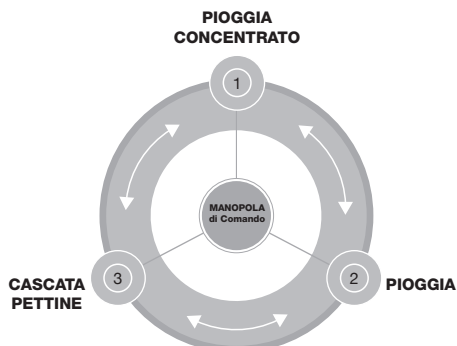 PIOGGIA
CONCENTRATO
1
MANOPOLA
di Comando
3
2
CASCATA
PETTINE
PIOGGIA